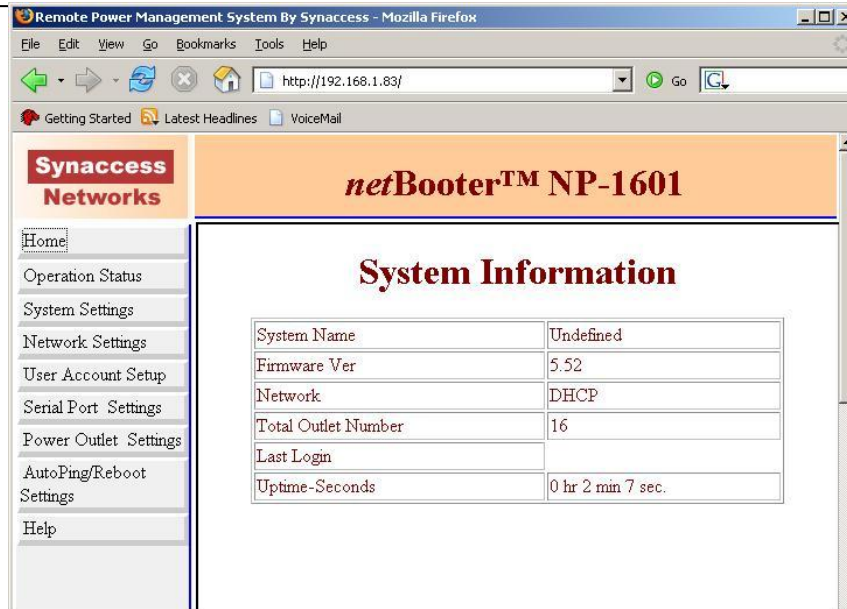 Remote Power Management System By Synaccess - Mozilla Firefox
File Edit View Go Bookmarks Tools Help
http://192.168.1.83/ Go G
Getting Started Latest Headlines VoiceMail
Synaccess
Networks
netBooter™ NP-1601
Home
Operation Status
System Settings
Network Settings
User Account Setup
Serial Port Settings
Power Outlet Settings
AutoPing/Reboot
Settings
Help
System Information
System Name Undefined
Firmware Ver 5.52
Network DHCP
Total Outlet Number 16
Last Login
Uptime-Seconds 0 hr 2 min 7 sec.